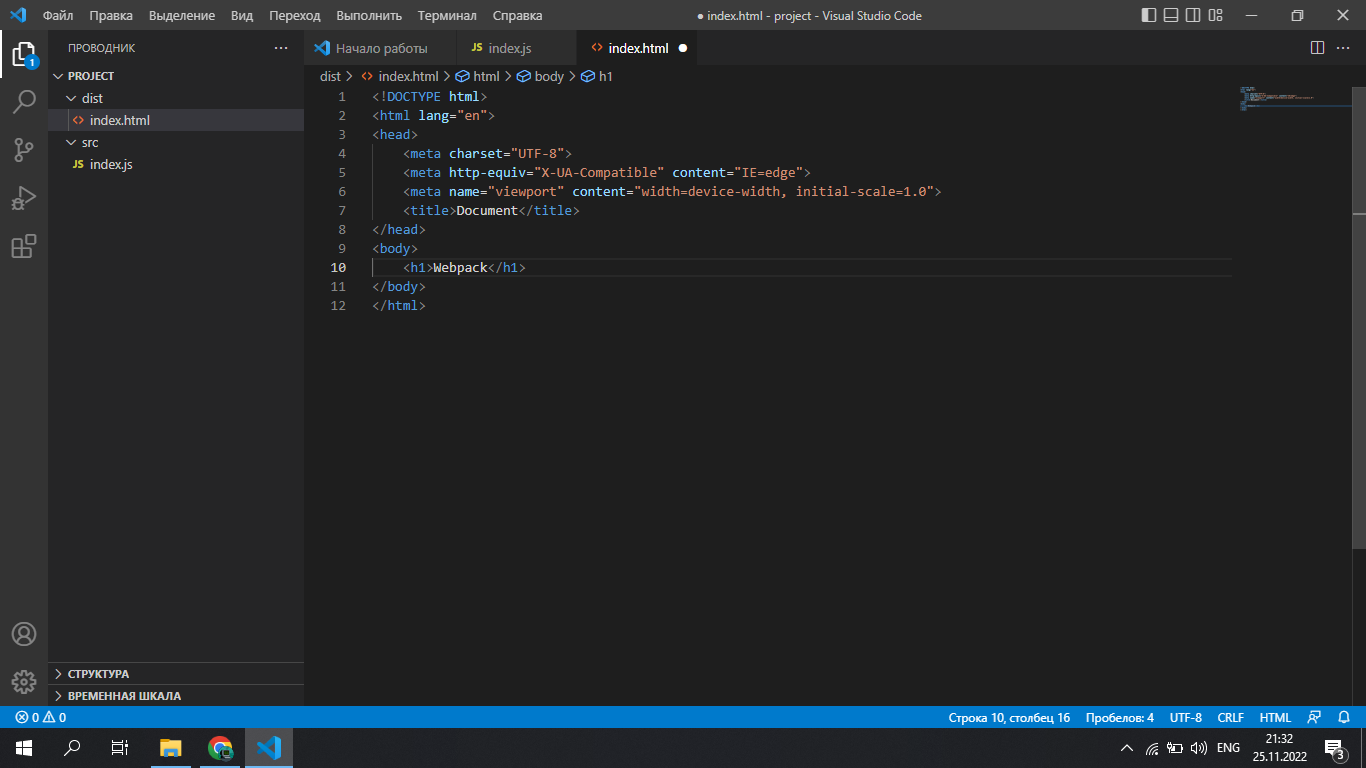 Файл Правка Выделение Вид Переход Выполнить Терминал Справка ● index.html - project - Visual Studio Code
ПРОВОДНИК ···
Начало работы JS index.js <> index.html ●
1
PROJECT
dist > <> index.html > html > body > h1
dist
<> index.html
src
JS index.js
1 <!DOCTYPE html>
2 <html lang="en">
3 <head>
4 <meta charset="UTF-8">
5 <meta http-equiv="X-UA-Compatible" content="IE=edge">
6 <meta name="viewport" content="width=device-width, initial-scale=1.0">
7 <title>Document</title>
8 </head>
9 <body>
10 <h1>Webpack</h1>
11 </body>
12 </html>
СТРУКТУРА
ВРЕМЕННАЯ ШКАЛА
0 0 Строка 10, столбец 16 Пробелов: 4 UTF-8 CRLF HTML
ENG 21:32
25.11.2022 3